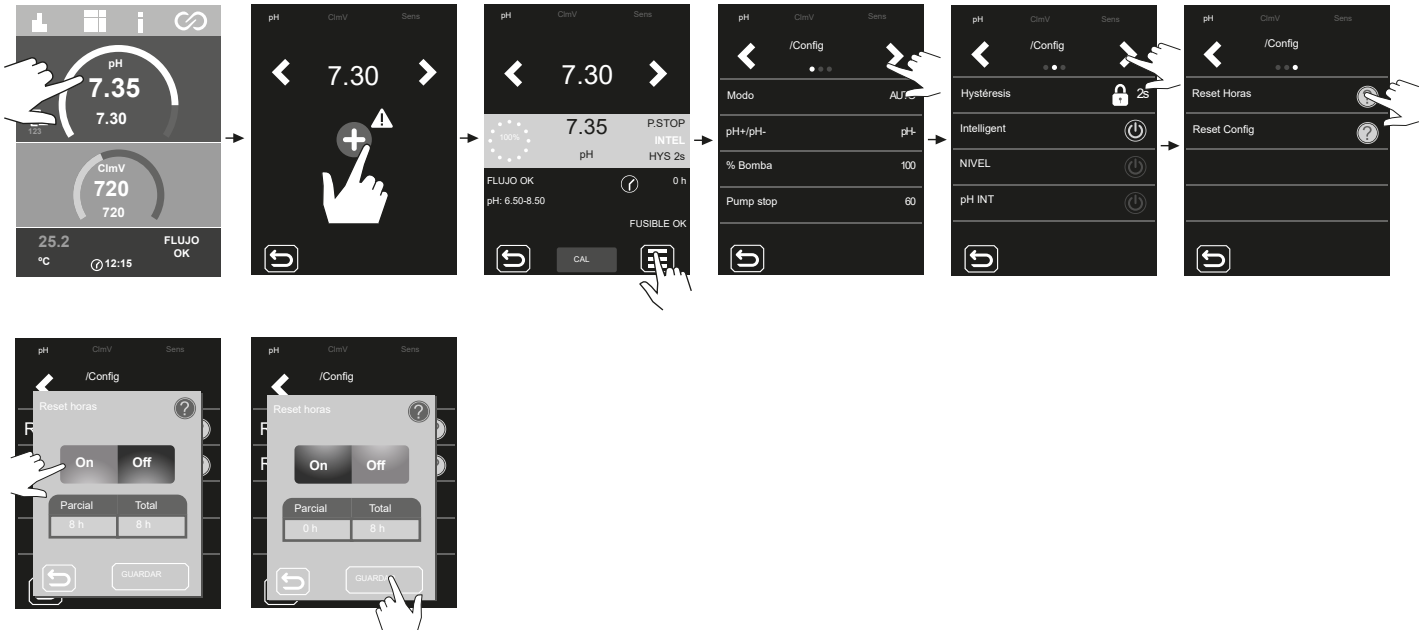 pH
7.35
7.30
123
ClmV
720
720
25.2
ºC
12:15
FLUJO
OK
pH ClmV Sens
7.30
pH ClmV Sens
7.30
100%
7.35
pH
P.STOP
INTEL
HYS 2s
FLUJO OK
0 h
pH: 6.50-8.50
FUSIBLE OK
CAL
pH ClmV Sens
/Config
Modo
pH+/pH- pH-
% Bomba 100
Pump stop 60
pH ClmV Sens
/Config
Hystéresis 2s
Intelligent
NIVEL
pH INT
pH ClmV Sens
/Config
Reset Horas ?
Reset Config ?
pH ClmV Sens
/Config
Reset horas ?
On Off
Parcial Total
8 h 8 h
GUARDAR
pH ClmV Sens
/Config
Reset horas ?
On Off
Parcial Total
0 h 8 h